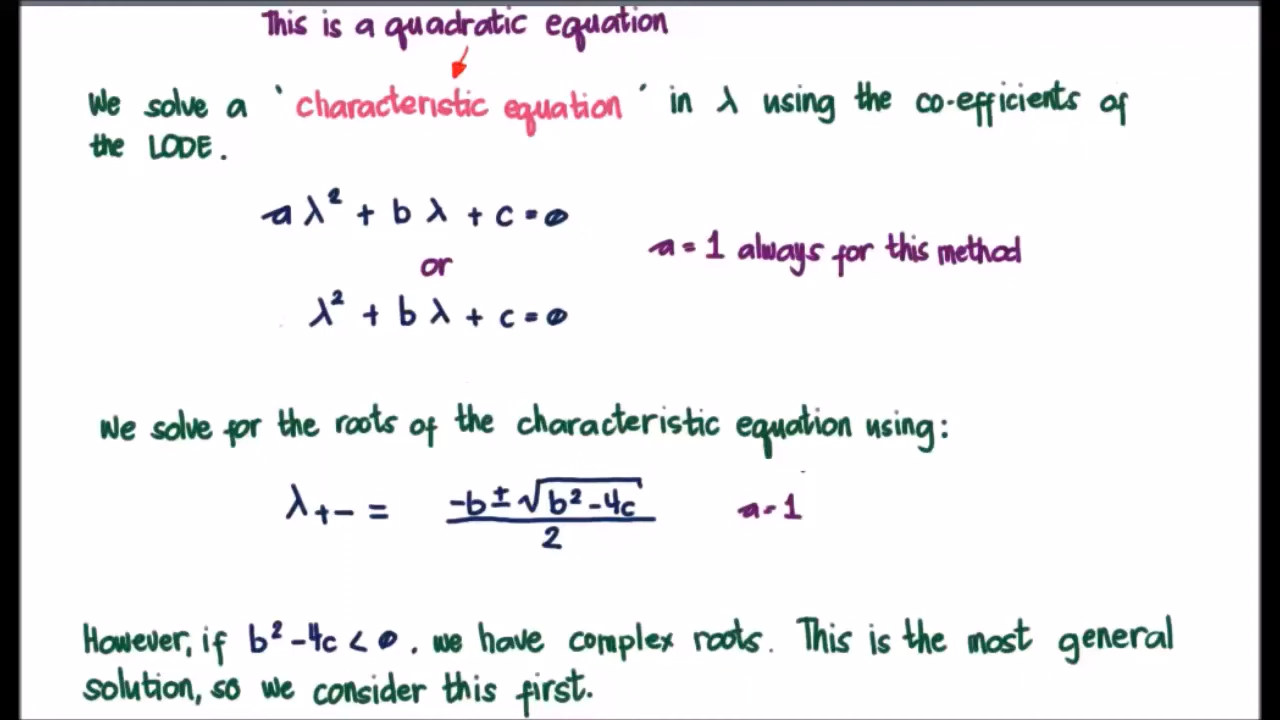 This is a quadratic equation
We solve a 'characteristic equation' in λ using the co-efficients of
the LODE.
aλ² + bλ + c = 0
or
a = 1 always for this method
λ² + bλ + c = 0
We solve for the roots of the characteristic equation using:
λ+- = (-b ± √(b² - 4c)) / 2
a = 1
However, if b² - 4c < 0, we have complex roots. This is the most general
solution, so we consider this first.